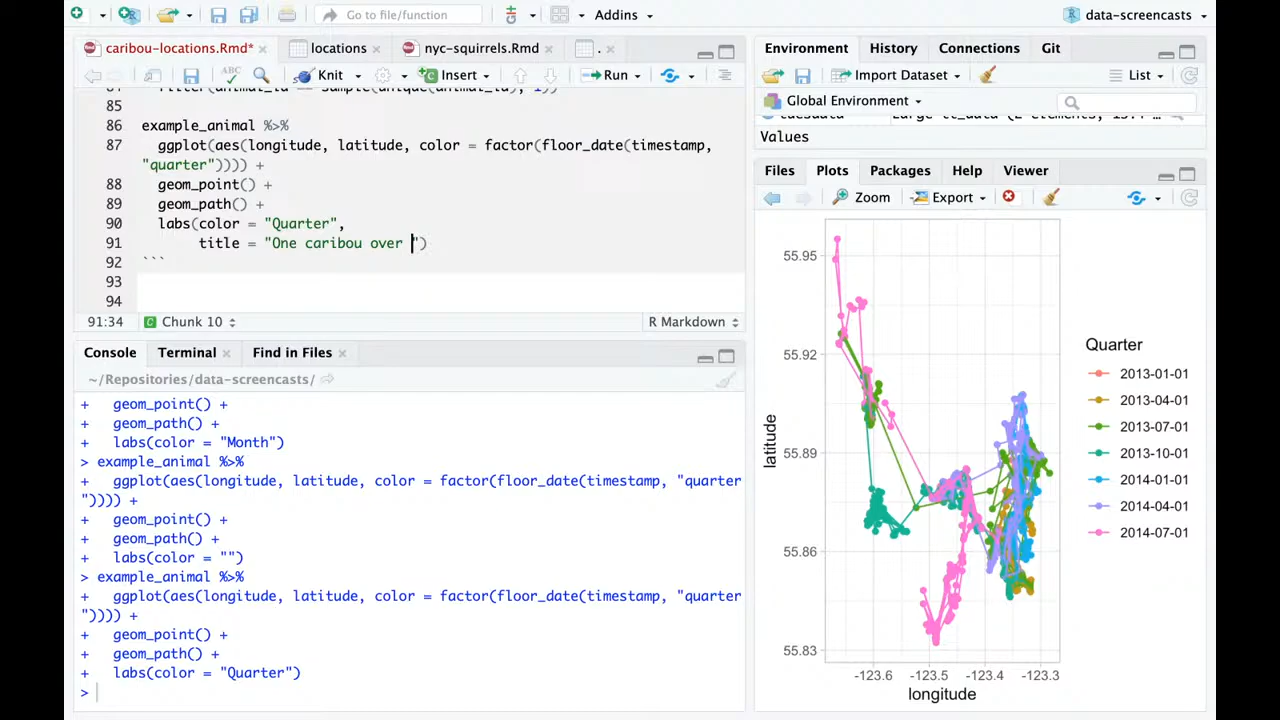 Go to file/function
Addins
data-screencasts
caribou-locations.Rmd*
locations
nyc-squirrels.Rmd
.
ABC
Knit
Insert
Run
84   filter(animal_id == sample(unique(animal_id), 1))
85
86 example_animal %>%
87   ggplot(aes(longitude, latitude, color = factor(floor_date(timestamp,
"quarter")))) +
88   geom_point() +
89   geom_path() +
90   labs(color = "Quarter",
91        title = "One caribou over ")
92 ```
93
94
91:34
Chunk 10
R Markdown
Console
Terminal
Find in Files
~/Repositories/data-screencasts/
+   geom_point() +
+   geom_path() +
+   labs(color = "Month")
> example_animal %>%
+   ggplot(aes(longitude, latitude, color = factor(floor_date(timestamp, "quarter
")))) +
+   geom_point() +
+   geom_path() +
+   labs(color = "")
> example_animal %>%
+   ggplot(aes(longitude, latitude, color = factor(floor_date(timestamp, "quarter
")))) +
+   geom_point() +
+   geom_path() +
+   labs(color = "Quarter")
>
Environment
History
Connections
Git
Import Dataset
List
Global Environment
Values
Files
Plots
Packages
Help
Viewer
Zoom
Export
55.95
55.92
55.89
55.86
55.83
latitude
-123.6
-123.5
-123.4
-123.3
longitude
Quarter
2013-01-01
2013-04-01
2013-07-01
2013-10-01
2014-01-01
2014-04-01
2014-07-01